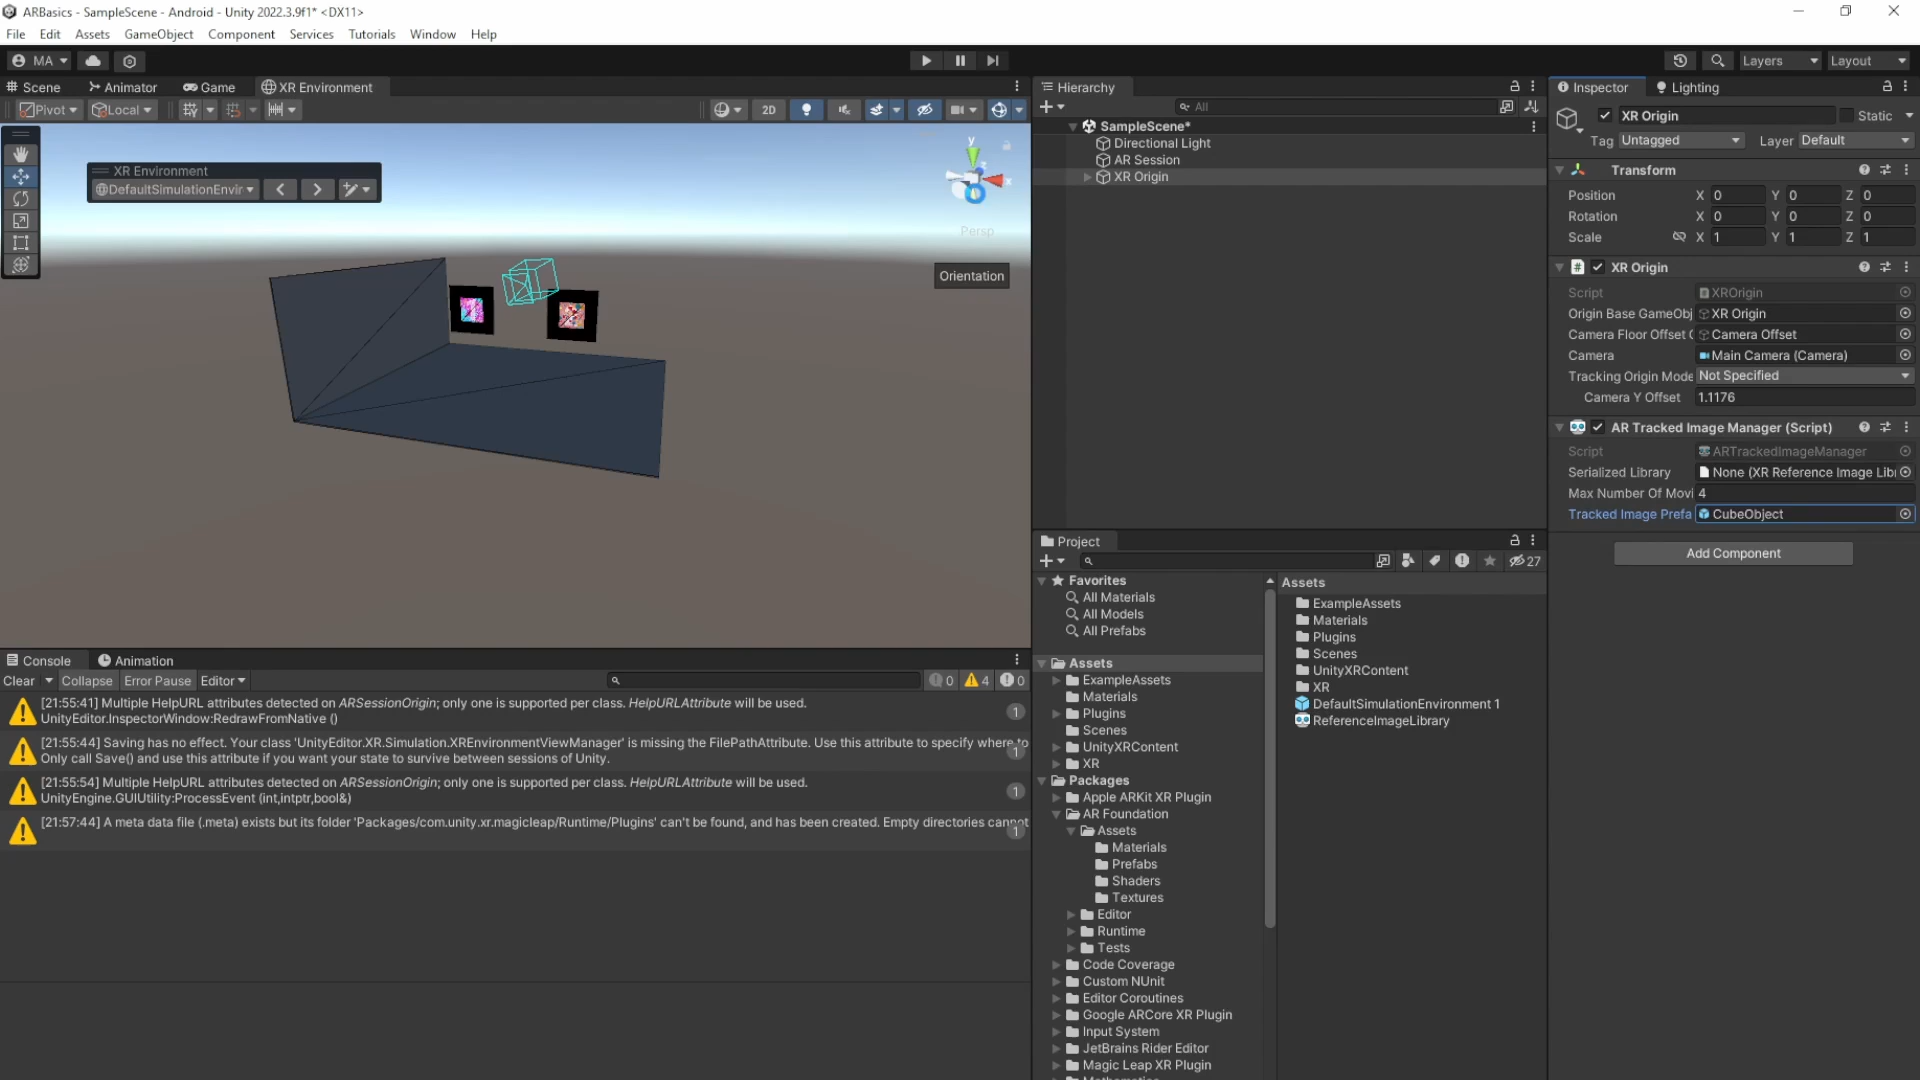 ARBasics - SampleScene - Android - Unity 2022.3.9f1* <DX11>
File Edit Assets GameObject Component Services Tutorials Window Help
MA
Layers Layout
Scene Animator Game XR Environment
Pivot Local 2D
XR Environment
DefaultSimulationEnvir
y
x
z
Persp
Orientation
Console Animation
Clear Collapse Error Pause Editor 0 4 0
[21:55:41] Multiple HelpURL attributes detected on ARSessionOrigin; only one is supported per class. HelpURLAttribute will be used.
UnityEditor.InspectorWindow:RedrawFromNative ()
1
[21:55:44] Saving has no effect. Your class 'UnityEditor.XR.Simulation.XREnvironmentViewManager' is missing the FilePathAttribute. Use this attribute to specify where to
Only call Save() and use this attribute if you want your state to survive between sessions of Unity.
1
[21:55:54] Multiple HelpURL attributes detected on ARSessionOrigin; only one is supported per class. HelpURLAttribute will be used.
UnityEngine.GUIUtility:ProcessEvent (int,intptr,bool&)
1
[21:57:44] A meta data file (.meta) exists but its folder 'Packages/com.unity.xr.magicleap/Runtime/Plugins' can't be found, and has been created. Empty directories cannot
1
Hierarchy
All
SampleScene*
Directional Light
AR Session
XR Origin
Project
27
Favorites
All Materials
All Models
All Prefabs
Assets
ExampleAssets
Materials
Plugins
Scenes
UnityXRContent
XR
Packages
Apple ARKit XR Plugin
AR Foundation
Assets
Materials
Prefabs
Shaders
Textures
Editor
Runtime
Tests
Code Coverage
Custom NUnit
Editor Coroutines
Google ARCore XR Plugin
Input System
JetBrains Rider Editor
Magic Leap XR Plugin
Assets
ExampleAssets
Materials
Plugins
Scenes
UnityXRContent
XR
DefaultSimulationEnvironment 1
ReferenceImageLibrary
Inspector Lighting
XR Origin Static
Tag Untagged Layer Default
Transform
Position X 0 Y 0 Z 0
Rotation X 0 Y 0 Z 0
Scale X 1 Y 1 Z 1
XR Origin
Script XROrigin
Origin Base GameObj XR Origin
Camera Floor Offset Camera Offset
Camera Main Camera (Camera)
Tracking Origin Mode Not Specified
Camera Y Offset 1.1176
AR Tracked Image Manager (Script)
Script ARTrackedImageManager
Serialized Library None (XR Reference Image Lib
Max Number Of Movi 4
Tracked Image Prefa CubeObject
Add Component